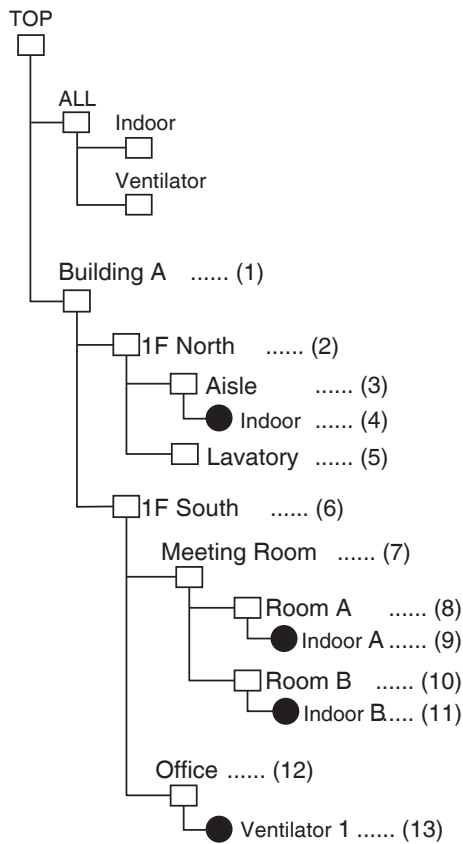 TOP
ALL
Indoor
Ventilator
Building A ...... (1)
1F North ...... (2)
Aisle ...... (3)
Indoor ...... (4)
Lavatory ...... (5)
1F South ...... (6)
Meeting Room ...... (7)
Room A ...... (8)
Indoor A ...... (9)
Room B ...... (10)
Indoor B..... (11)
Office ...... (12)
Ventilator 1 ...... (13)